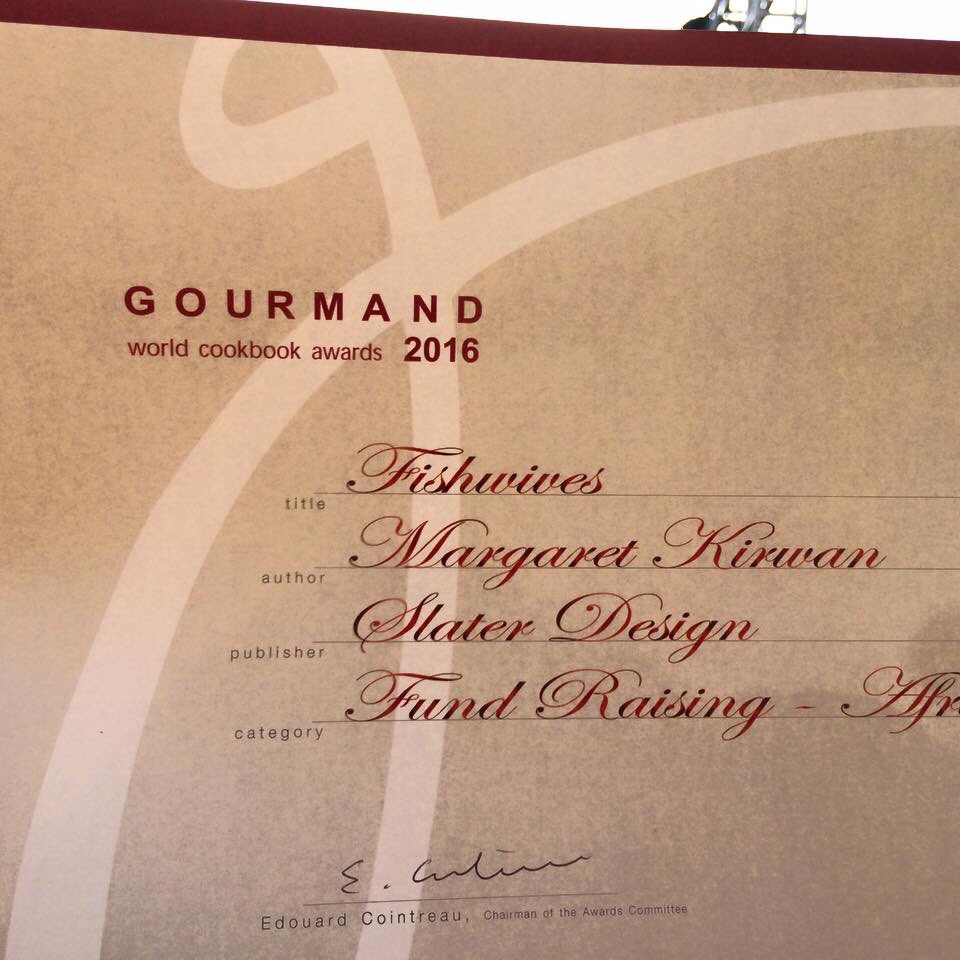 GOURMAND
world cookbook awards 2016
title Fishwives
author Margaret Kirwan
publisher Slater Design
category Fund Raising -
E. Cointreau
Edouard Cointreau, Chairman of the Awards Committee